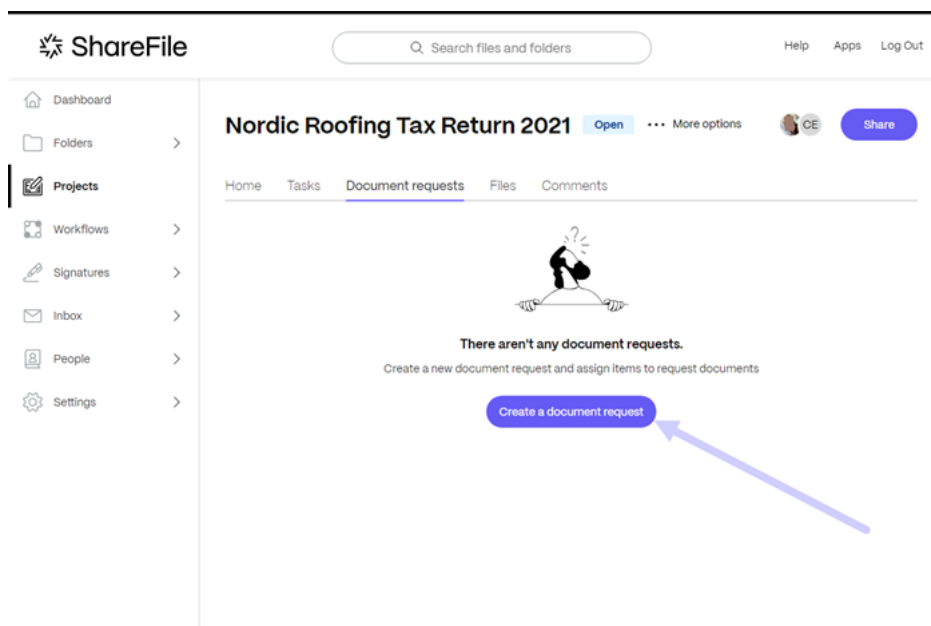 ShareFile
Search files and folders
Help Apps Log Out
Dashboard
Folders
Projects
Workflows
Signatures
Inbox
People
Settings
Nordic Roofing Tax Return 2021 Open ••• More options CE Share
Home Tasks Document requests Files Comments
?
There aren't any document requests.
Create a new document request and assign items to request documents
Create a document request